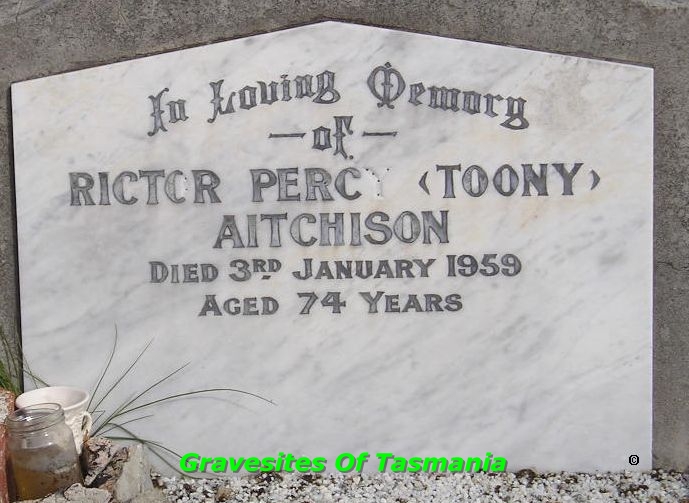 In Loving Memory
— of —
RICTOR PERCY (TOONY)
AITCHISON
DIED 3RD JANUARY 1959
AGED 74 YEARS
Gravesites Of Tasmania
©